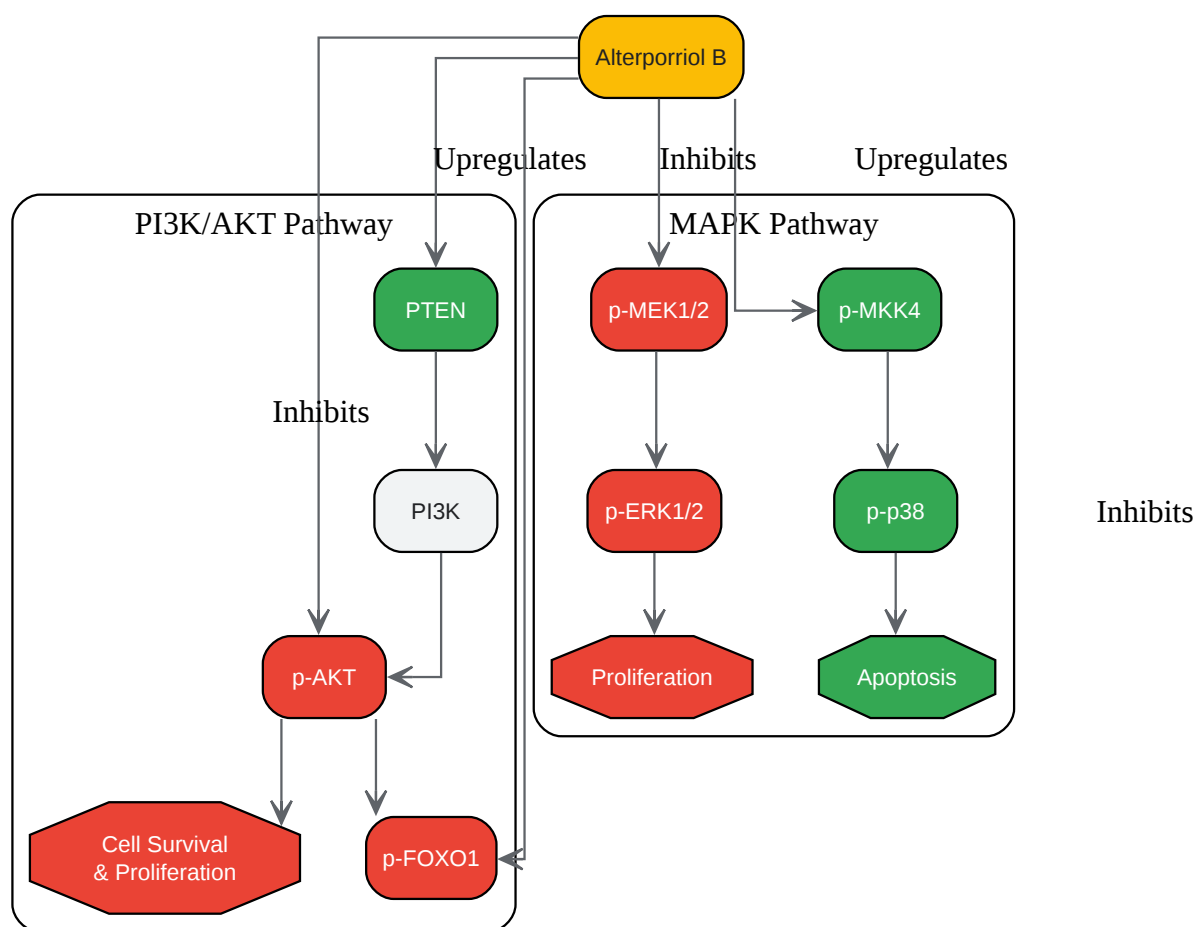 Alterporriol B
Upregulates
Inhibits
Upregulates
PI3K/AKT Pathway
MAPK Pathway
PTEN
p-MEK1/2
p-MKK4
Inhibits
PI3K
p-ERK1/2
p-p38
Inhibits
p-AKT
Proliferation
Apoptosis
Cell Survival
& Proliferation
p-FOXO1